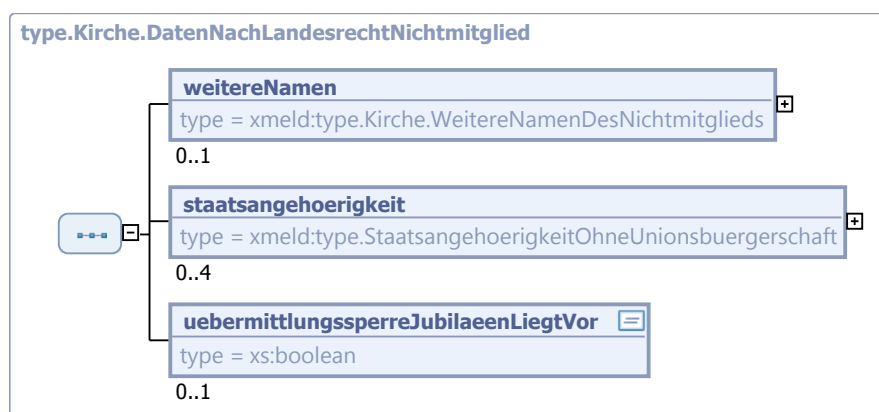 type.Kirche.DatenNachLandesrechtNichtmitglied
weitereNamen
type = xmeld:type.Kirche.WeitereNamenDesNichtmitglieds
0..1
staatsangehoerigkeit
type = xmeld:type.StaatsangehoerigkeitOhneUnionsbuergerschaft
0..4
uebermittlungssperreJubilaeenLiegtVor
type = xs:boolean
0..1